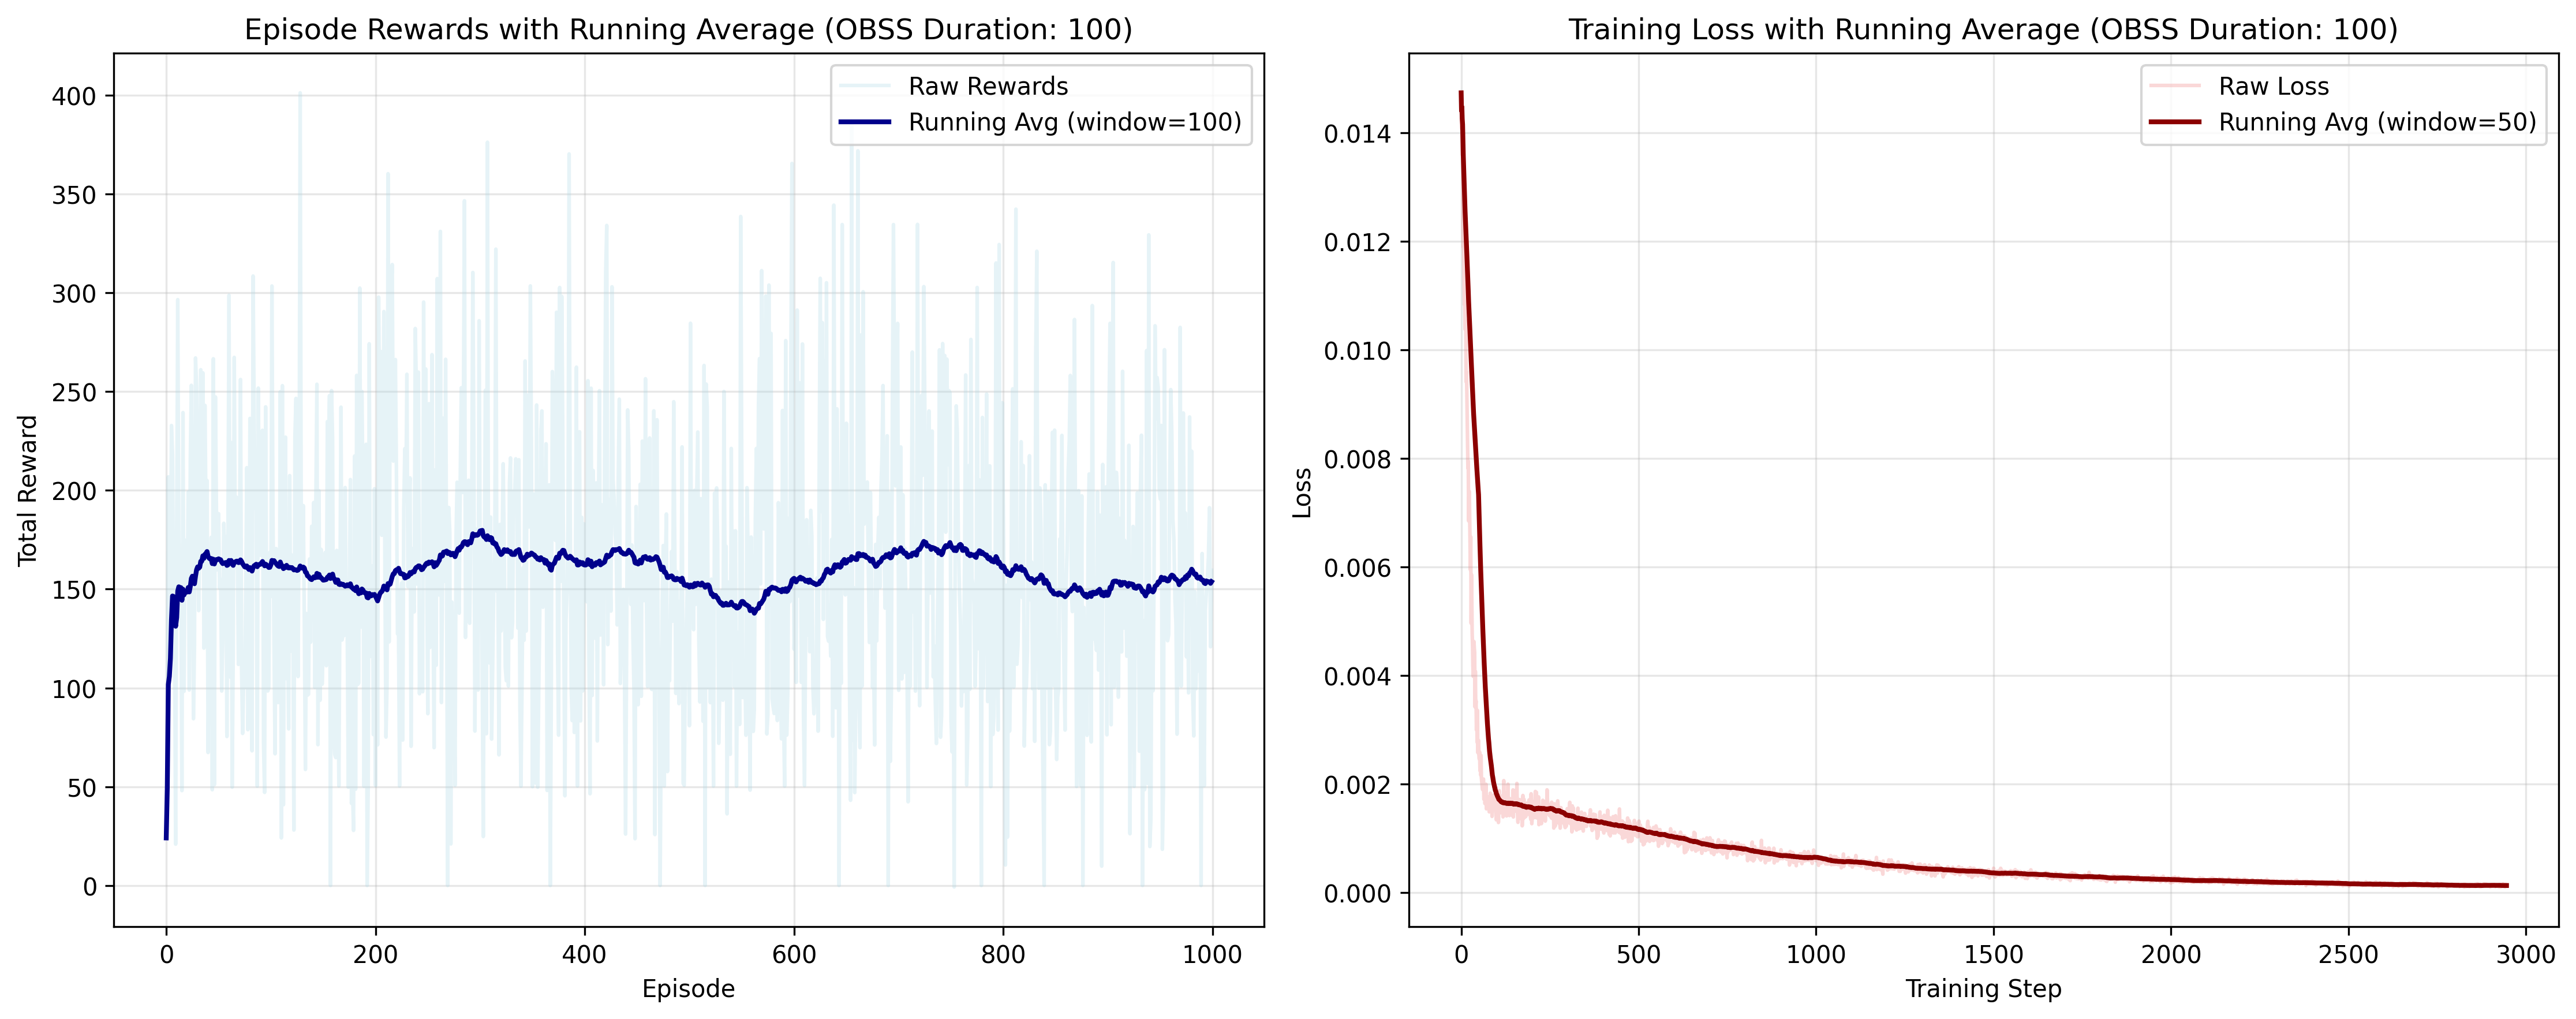 Episode Rewards with Running Average (OBSS Duration: 100)
Raw Rewards
Running Avg (window=100)
Total Reward
400
350
300
250
200
150
100
50
0
0 200 400 600 800 1000
Episode
Training Loss with Running Average (OBSS Duration: 100)
Raw Loss
Running Avg (window=50)
Loss
0.014
0.012
0.010
0.008
0.006
0.004
0.002
0.000
0 500 1000 1500 2000 2500 3000
Training Step